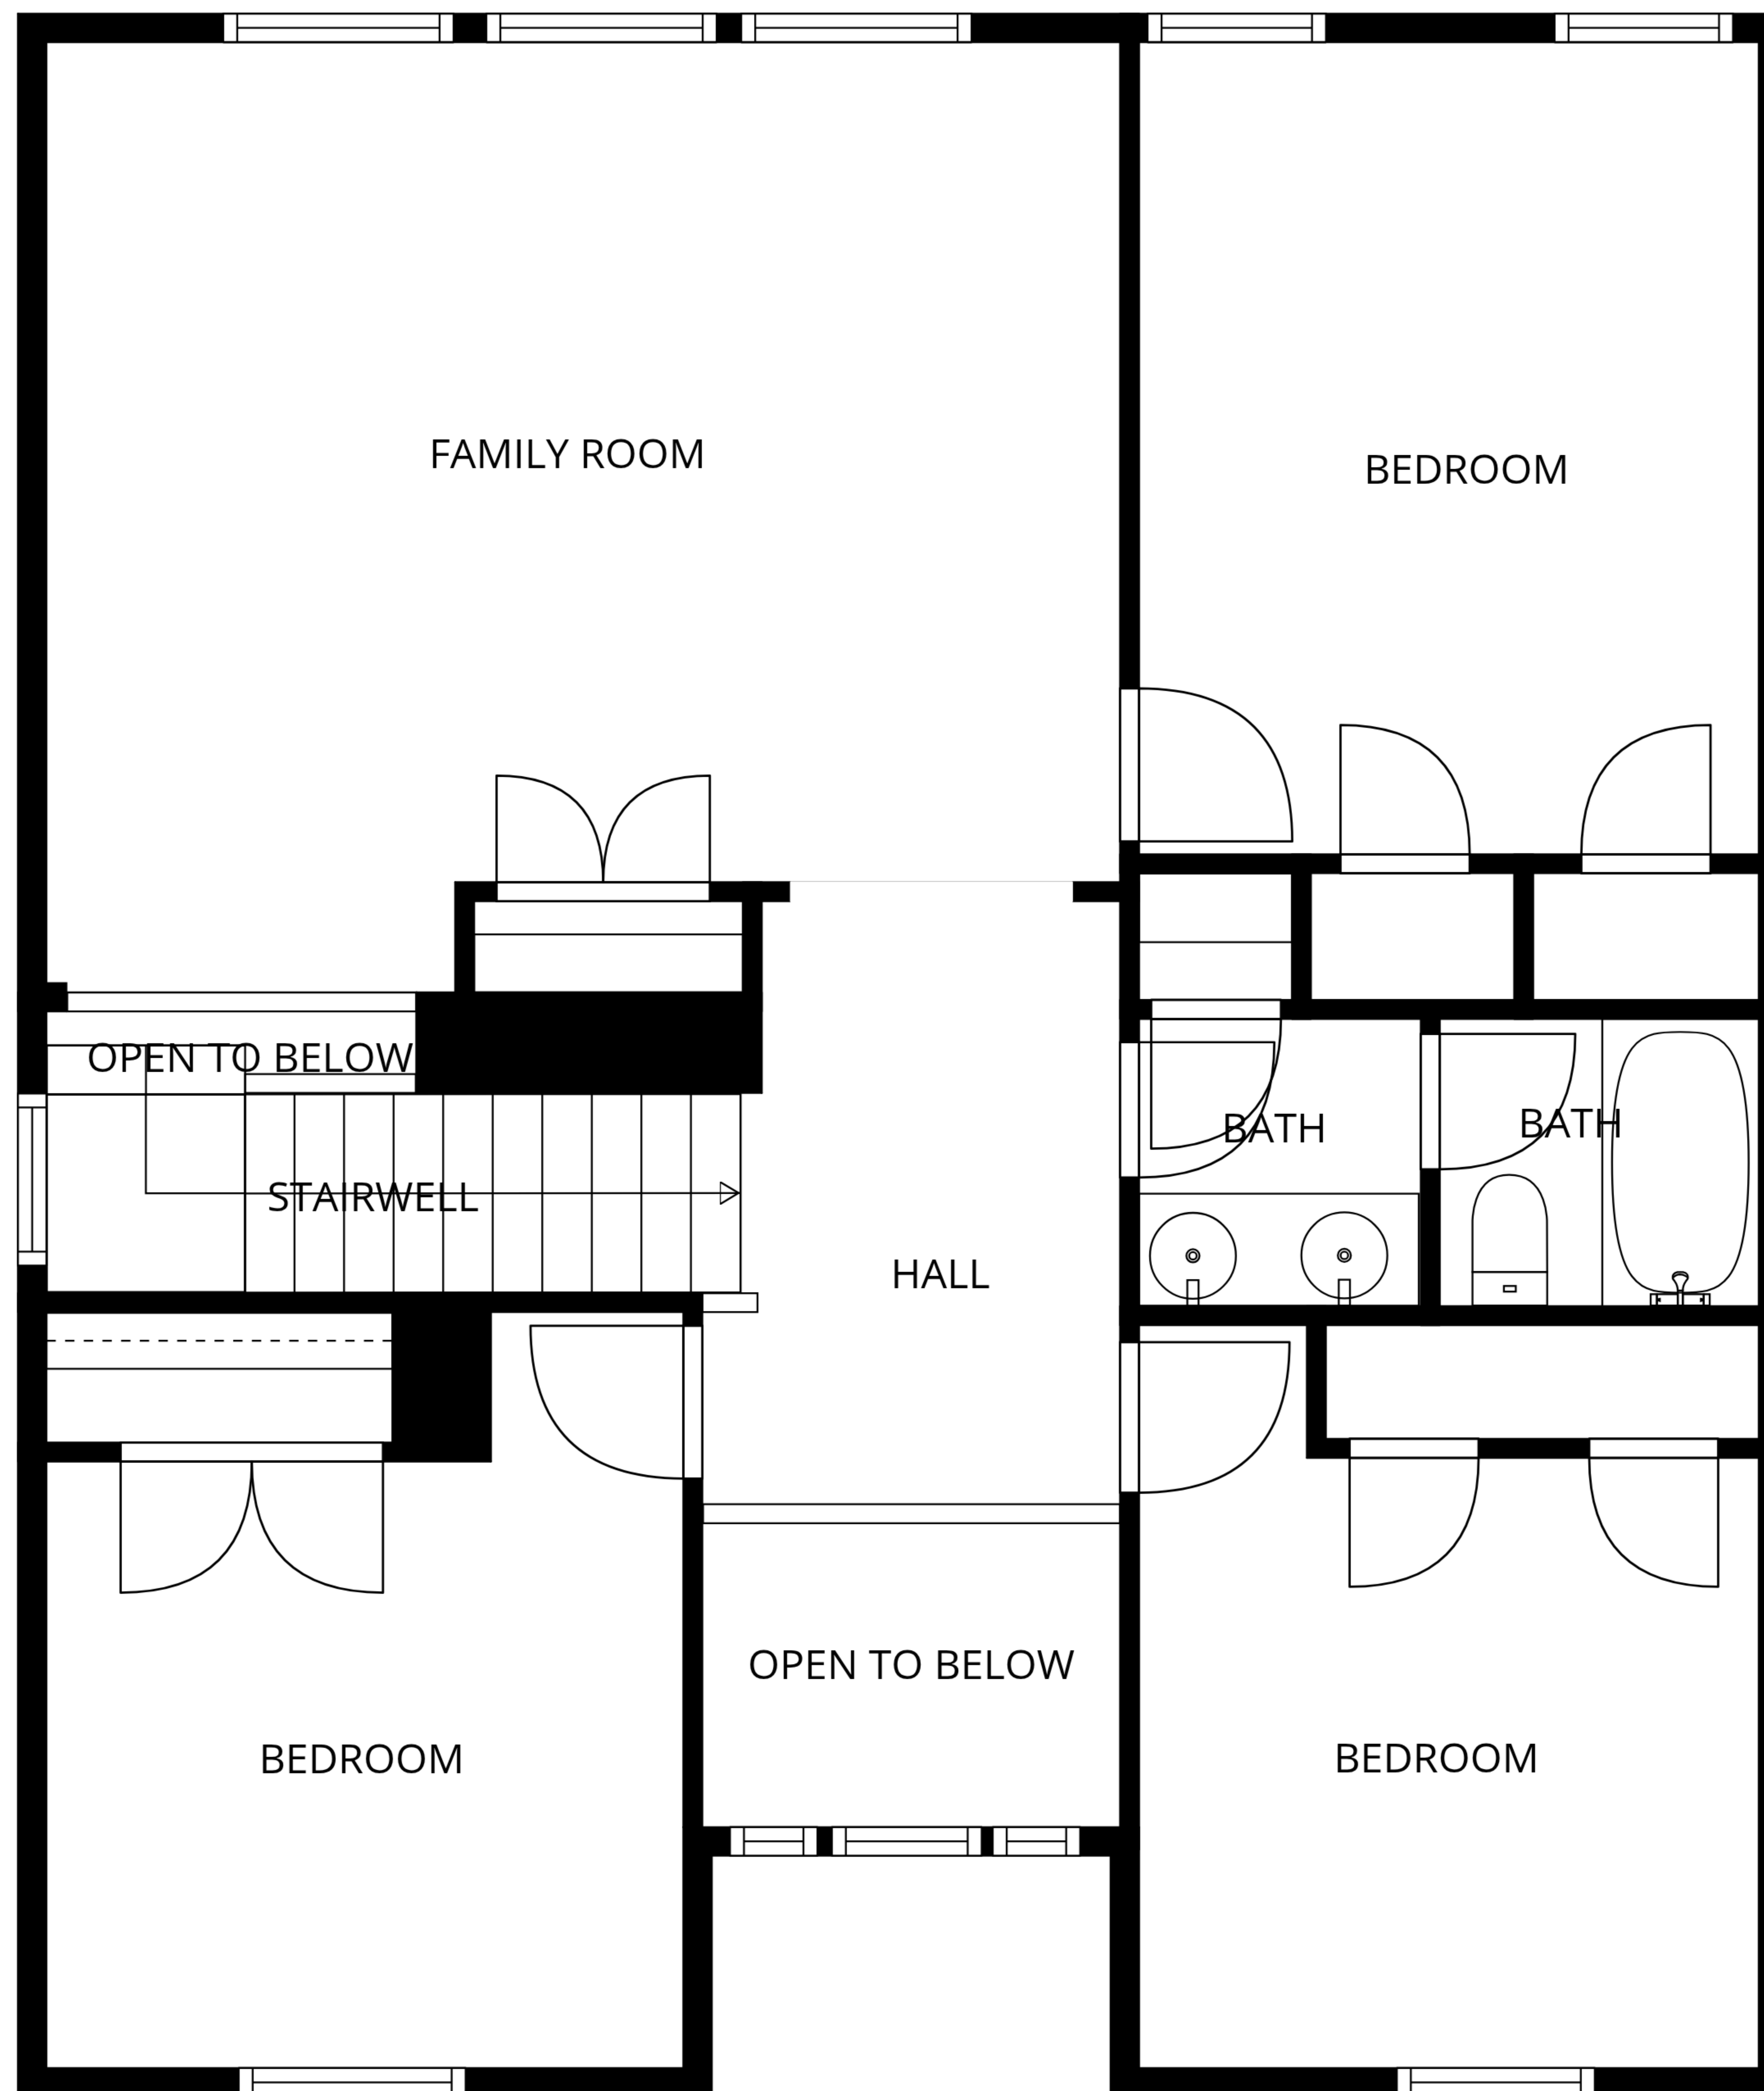 FAMILY ROOM
BEDROOM
OPEN TO BELOW
BATH
BATH
STAIRWELL
HALL
OPEN TO BELOW
BEDROOM
BEDROOM